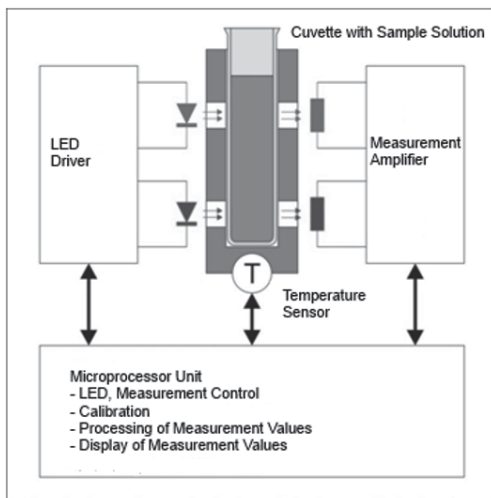 Cuvette with Sample Solution
LED
Driver
Measurement
Amplifier
T
Temperature
Sensor
Microprocessor Unit
- LED, Measurement Control
- Calibration
- Processing of Measurement Values
- Display of Measurement Values